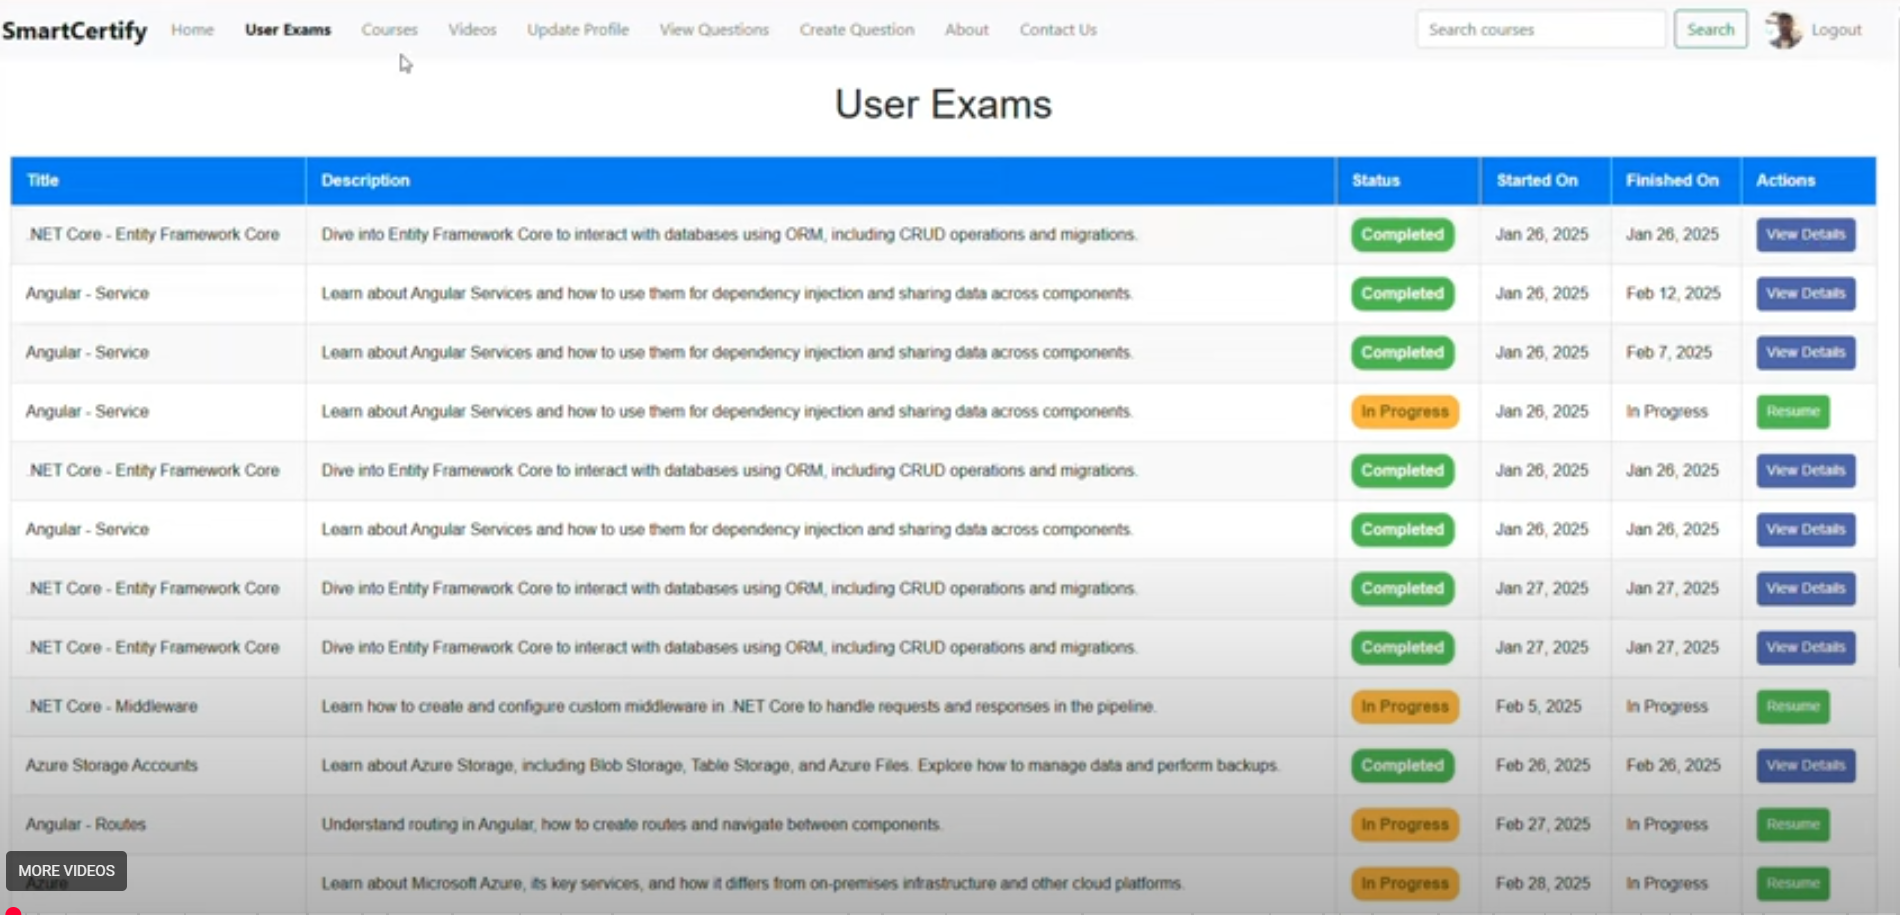 SmartCertify Home User Exams Courses Videos Update Profile View Questions Create Question About Contact Us Search courses Search Logout
User Exams
Title Description Status Started On Finished On Actions
.NET Core - Entity Framework Core Dive into Entity Framework Core to interact with databases using ORM, including CRUD operations and migrations. Completed Jan 26, 2025 Jan 26, 2025 View Details
Angular - Service Learn about Angular Services and how to use them for dependency injection and sharing data across components. Completed Jan 26, 2025 Feb 12, 2025 View Details
Angular - Service Learn about Angular Services and how to use them for dependency injection and sharing data across components. Completed Jan 26, 2025 Feb 7, 2025 View Details
Angular - Service Learn about Angular Services and how to use them for dependency injection and sharing data across components. In Progress Jan 26, 2025 In Progress Resume
.NET Core - Entity Framework Core Dive into Entity Framework Core to interact with databases using ORM, including CRUD operations and migrations. Completed Jan 26, 2025 Jan 26, 2025 View Details
Angular - Service Learn about Angular Services and how to use them for dependency injection and sharing data across components. Completed Jan 26, 2025 Jan 26, 2025 View Details
.NET Core - Entity Framework Core Dive into Entity Framework Core to interact with databases using ORM, including CRUD operations and migrations. Completed Jan 27, 2025 Jan 27, 2025 View Details
.NET Core - Entity Framework Core Dive into Entity Framework Core to interact with databases using ORM, including CRUD operations and migrations. Completed Jan 27, 2025 Jan 27, 2025 View Details
.NET Core - Middleware Learn how to create and configure custom middleware in .NET Core to handle requests and responses in the pipeline. In Progress Feb 5, 2025 In Progress Resume
Azure Storage Accounts Learn about Azure Storage, including Blob Storage, Table Storage, and Azure Files. Explore how to manage data and perform backups. Completed Feb 26, 2025 Feb 26, 2025 View Details
Angular - Routes Understand routing in Angular, how to create routes and navigate between components. In Progress Feb 27, 2025 In Progress Resume
MORE VIDEOS
Azure Learn about Microsoft Azure, its key services, and how it differs from on-premises infrastructure and other cloud platforms. In Progress Feb 28, 2025 In Progress Resume